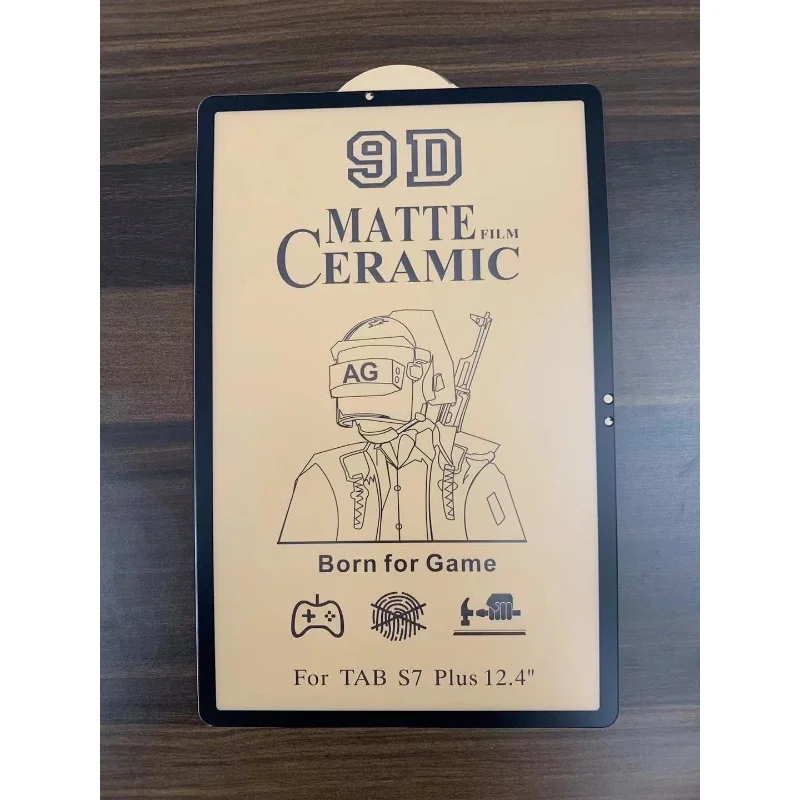 9D
MATTE FILM
CERAMIC
AG
Born for Game
For TAB S7 Plus 12.4"